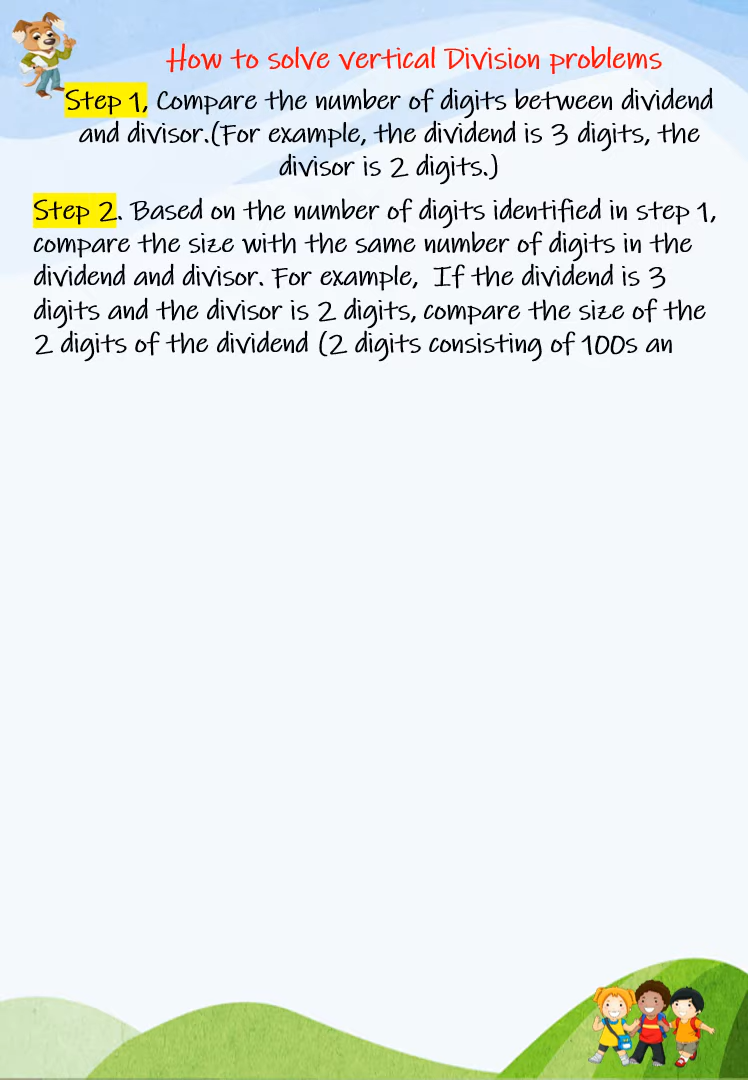 How to solve vertical Division problems
Step 1, Compare the number of digits between dividend
and divisor.(For example, the dividend is 3 digits, the
divisor is 2 digits.)
Step 2. Based on the number of digits identified in step 1,
compare the size with the same number of digits in the
dividend and divisor. For example,  If the dividend is 3
digits and the divisor is 2 digits, compare the size of the
2 digits of the dividend (2 digits consisting of 100s an